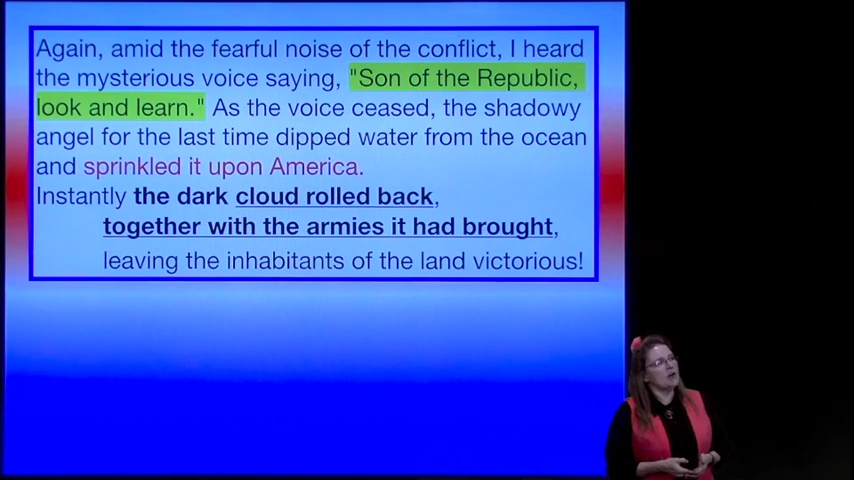 Again, amid the fearful noise of the conflict, I heard
the mysterious voice saying, "Son of the Republic,
look and learn." As the voice ceased, the shadowy
angel for the last time dipped water from the ocean
and sprinkled it upon America.
Instantly the dark cloud rolled back,
together with the armies it had brought,
leaving the inhabitants of the land victorious!